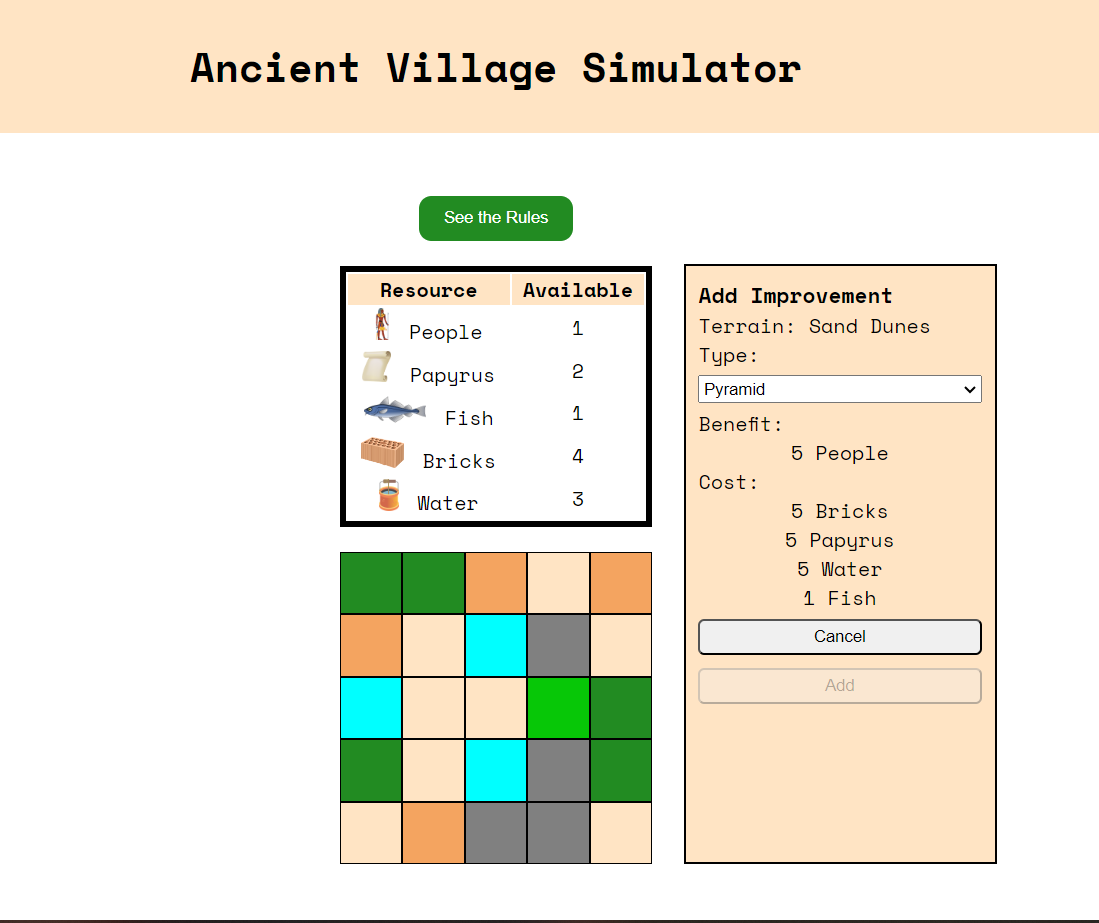 Ancient Village Simulator
See the Rules
Resource Available
People 1
Papyrus 2
Fish 1
Bricks 4
Water 3
Add Improvement
Terrain: Sand Dunes
Type:
Pyramid
Benefit:
5 People
Cost:
5 Bricks
5 Papyrus
5 Water
1 Fish
Cancel
Add